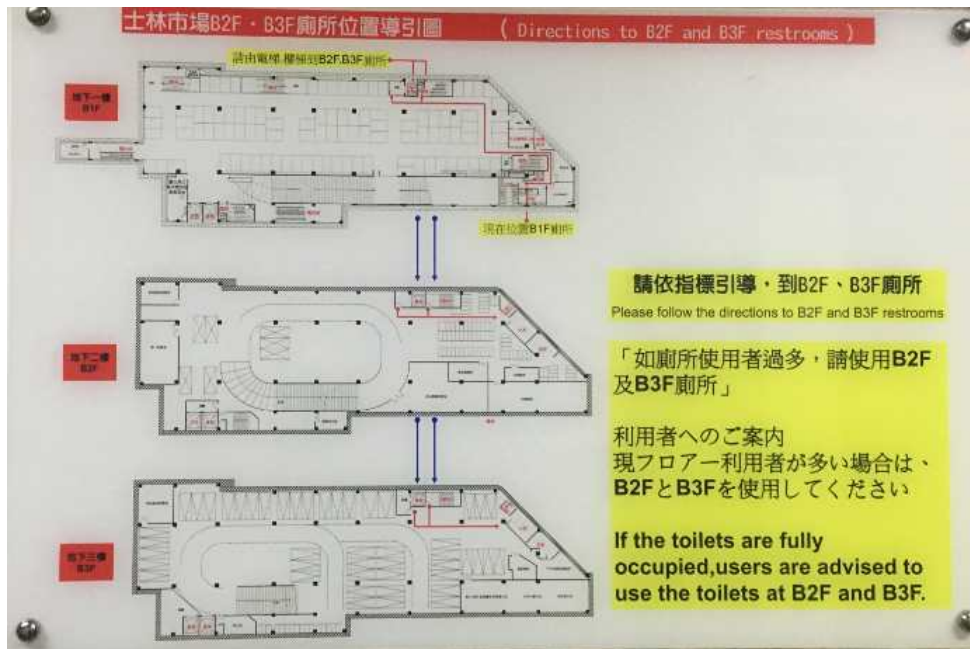 士林市場B2F・B3F廁所位置導引圖 ( Directions to B2F and B3F restrooms )
請由電梯.樓梯到B2F.B3F廁所
地下一樓
B1F
現在位置B1F廁所
地下二樓
B2F
地下三樓
B3F
請依指標引導，到B2F、B3F廁所
Please follow the directions to B2F and B3F restrooms
「如廁所使用者過多，請使用B2F
及B3F廁所」
利用者へのご案内
現フロアー利用者が多い場合は、
B2FとB3Fを使用してください
If the toilets are fully
occupied,users are advised to
use the toilets at B2F and B3F.